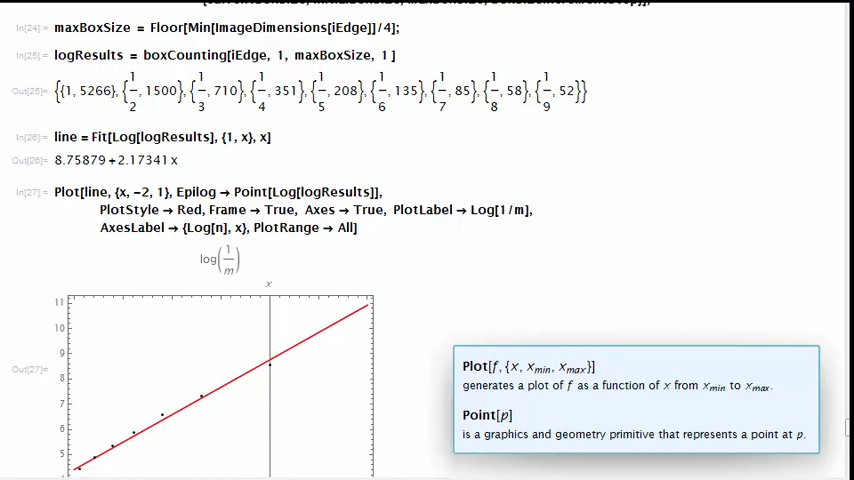 In[24]:= maxBoxSize = Floor[Min[ImageDimensions[iEdge]]/4];
In[25]:= logResults = boxCounting[iEdge, 1, maxBoxSize, 1 ]
Out[25]= {{1, 5266}, {1/2, 1500}, {1/3, 710}, {1/4, 351}, {1/5, 208}, {1/6, 135}, {1/7, 85}, {1/8, 58}, {1/9, 52}}
In[26]:= line = Fit[Log[logResults], {1, x}, x]
Out[26]= 8.75879 + 2.17341 x
In[27]:= Plot[line, {x, -2, 1}, Epilog → Point[Log[logResults]],
PlotStyle → Red, Frame → True, Axes → True, PlotLabel → Log[1/m],
AxesLabel → {Log[n], x}, PlotRange → All]
log(1/m)
x
11
10
9
Out[27]=
8
7
6
5
Plot[f, {x, xmin, xmax}]
generates a plot of f as a function of x from xmin to xmax.
Point[p]
is a graphics and geometry primitive that represents a point at p.